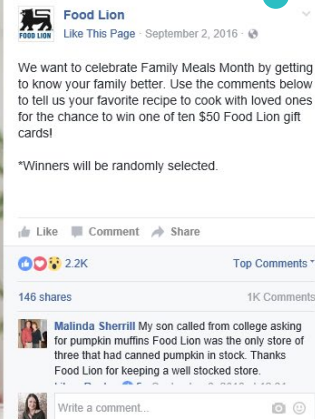 Food Lion
FOOD LION
Like This Page · September 2, 2016 ·
We want to celebrate Family Meals Month by getting
to know your family better. Use the comments below
to tell us your favorite recipe to cook with loved ones
for the chance to win one of ten $50 Food Lion gift
cards!
*Winners will be randomly selected.
Like Comment Share
2.2K Top Comments
146 shares 1K Comments
Malinda Sherrill My son called from college asking
for pumpkin muffins Food Lion was the only store of
three that had canned pumpkin in stock. Thanks
Food Lion for keeping a well stocked store.
Write a comment...